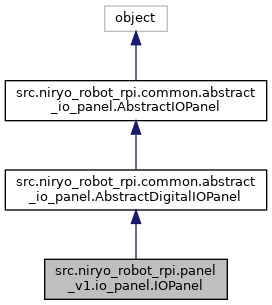 object
src.niryo_robot_rpi.common.abstract
_io_panel.AbstractIOPanel
src.niryo_robot_rpi.common.abstract
_io_panel.AbstractDigitalIOPanel
src.niryo_robot_rpi.panel
_v1.io_panel.IOPanel